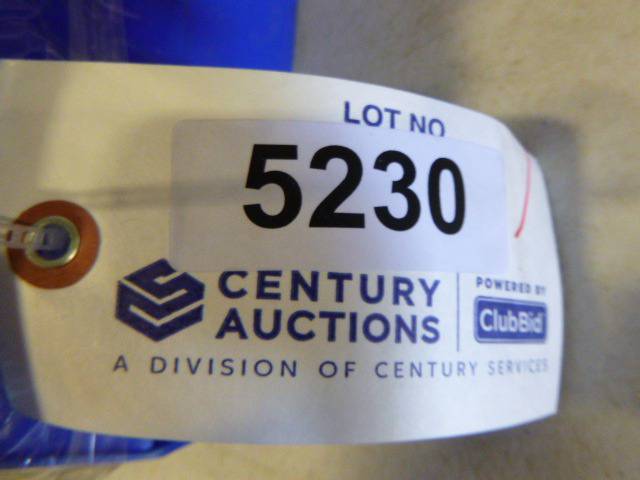 LOT NO
5230
CENTURY
AUCTIONS
POWERED BY
ClubBid
A DIVISION OF CENTURY SERVICES